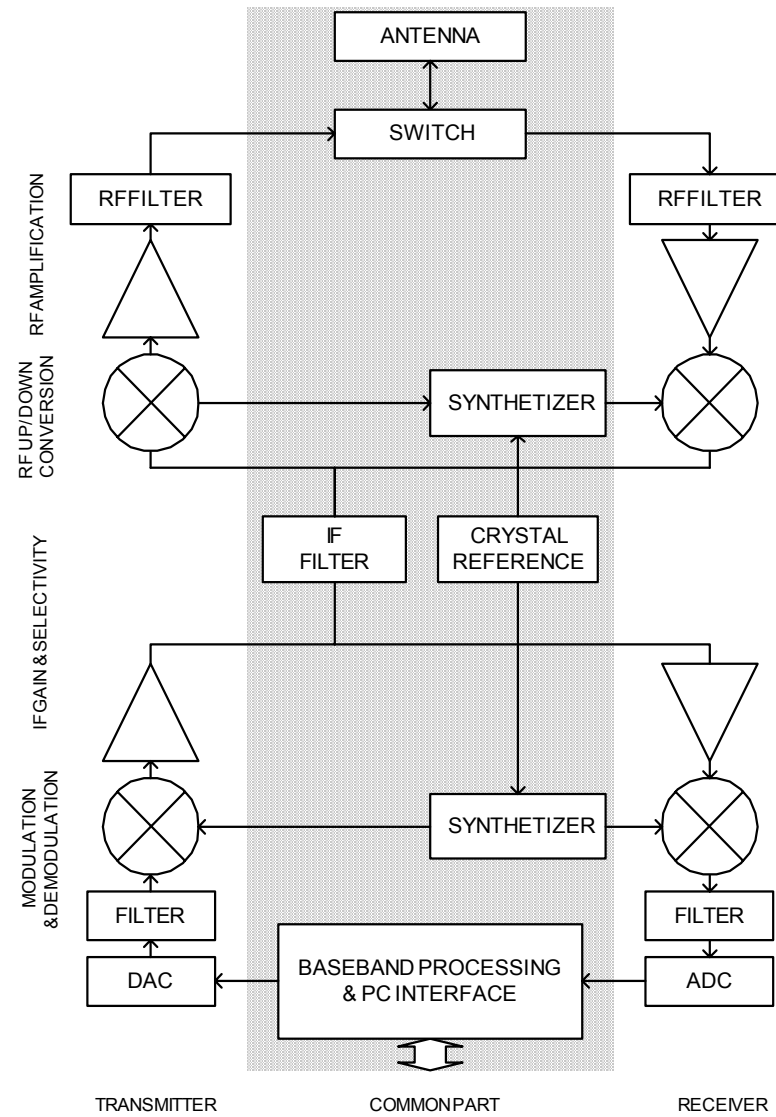 ANTENNA
SWITCH
RFFILTER
RFFILTER
RFAMPLIFICATION
RF UP/DOWN
CONVERSION
SYNTHETIZER
IF
FILTER
CRYSTAL
REFERENCE
IFGAIN&SELECTIVITY
MODULATION
&DEMODULATION
SYNTHETIZER
FILTER
FILTER
DAC
BASEBAND PROCESSING
& PC INTERFACE
ADC
TRANSMITTER
COMMONPART
RECEIVER